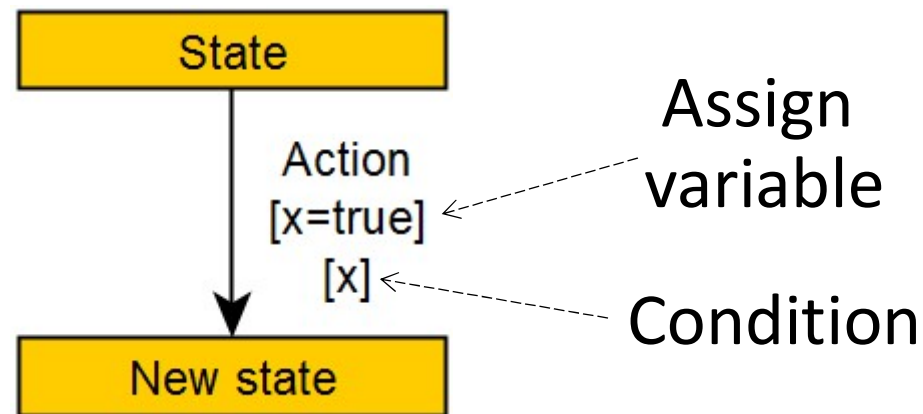 State
Action
[x=true]
[x]
New state
Assign
variable
Condition